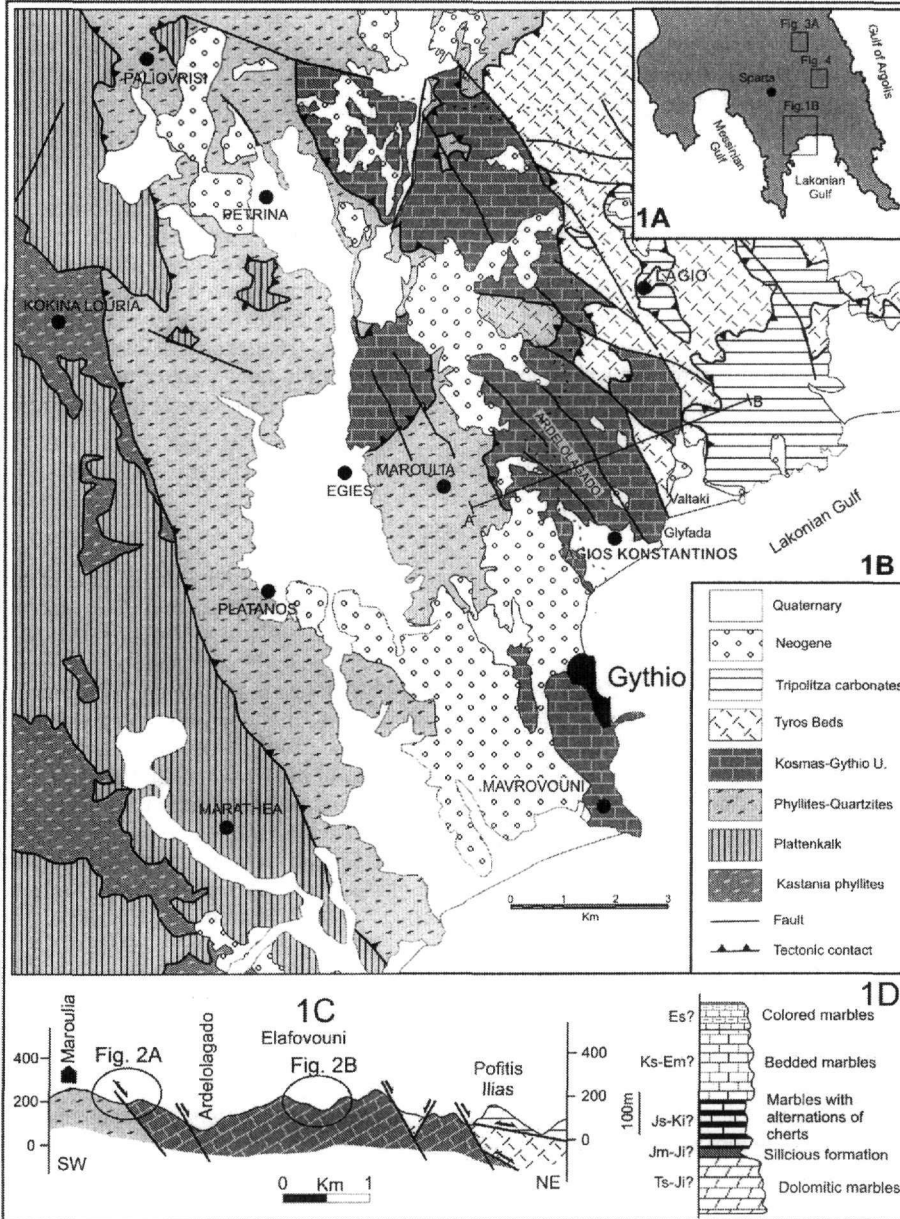 Fig. 3A
Gulf of Argolis
Sparta
Fig. 4
Fig.1B
Messinian
Gulf
Lakonian
Gulf
1A
PALIOVRISI
PETRINA
LAGIO
KOKINA LOURIA
ARDELOLAGADO
B
MAROULIA
EGIES
A
Valtaki
Glyfada
Lakonian Gulf
AGIOS KONSTANTINOS
1B
PLATANOS
Gythio
MAVROVOUNI
MARATHEA
0 2 4
Km
Quaternary
Neogene
Tripolitza carbonates
Tyros Beds
Kosmas-Gythio U.
Phyllites-Quartzites
Plattenkalk
Kastania phyllites
Fault
Tectonic contact
1C
Maroulia
Fig. 2A
Ardelolagado
Elafovouni
Fig. 2B
Pofitis
Ilias
400
200
0
400
200
0
SW
NE
0 Km 1
1D
Es? Colored marbles
Ks-Em? Bedded marbles
Js-Ki? Marbles with
alternations of
cherts
Jm-Ji? Silicious formation
Ts-Ji? Dolomitic marbles
100m